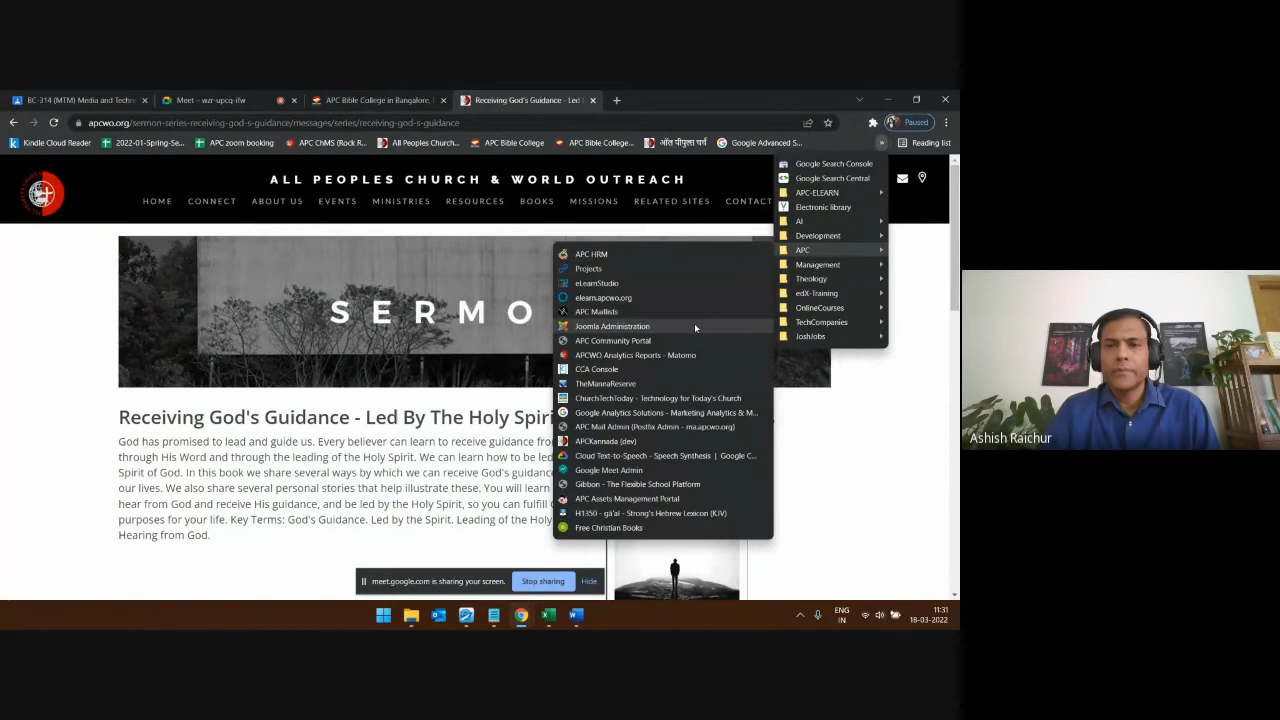 BC-314 (MTM) Media and Techn
Meet – wzr-upcq-ifw
APC Bible College in Bangalore,
Receiving God's Guidance - Led
apcwo.org/sermon-series-receiving-god-s-guidance/messages/series/receiving-god-s-guidance
Paused
Kindle Cloud Reader
2022-01-Spring-Se...
APC zoom booking
APC ChMS (Rock R...
All Peoples Church...
APC Bible College
APC Bible College...
ऑल पीपुल्स चर्च
Google Advanced S...
Reading list
ALL PEOPLES CHURCH & WORLD OUTREACH
HOME CONNECT ABOUT US EVENTS MINISTRIES RESOURCES BOOKS MISSIONS RELATED SITES CONTACT
Google Search Console
Google Search Central
APC-ELEARN
Electronic library
AI
Development
APC
Management
Theology
edX-Training
OnlineCourses
TechCompanies
JoshJobs
APC HRM
Projects
eLearnStudio
elearn.apcwo.org
APC Maillists
Joomla Administration
APC Community Portal
APCWO Analytics Reports - Matomo
CCA Console
TheMannaReserve
ChurchTechToday - Technology for Today's Church
Google Analytics Solutions - Marketing Analytics & M...
APC Mail Admin (Postfix Admin - ma.apcwo.org)
APCKannada (dev)
Cloud Text-to-Speech - Speech Synthesis | Google C...
Google Meet Admin
Gibbon - The Flexible School Platform
APC Assets Management Portal
H1350 - gā'al - Strong's Hebrew Lexicon (KJV)
Free Christian Books
SERMO
Receiving God's Guidance - Led By The Holy Spiri
God has promised to lead and guide us. Every believer can learn to receive guidance fro
through His Word and through the leading of the Holy Spirit. We can learn how to be led
Spirit of God. In this book we share several ways by which we can receive God's guidance
our lives. We also share several personal stories that help illustrate these. You will learn
hear from God and receive His guidance, and be led by the Holy Spirit, so you can fulfill G
purposes for your life. Key Terms: God's Guidance. Led by the Spirit. Leading of the Holy
Hearing from God.
meet.google.com is sharing your screen.
Stop sharing
Hide
ENG
IN
11:31
18-03-2022
Ashish Raichur